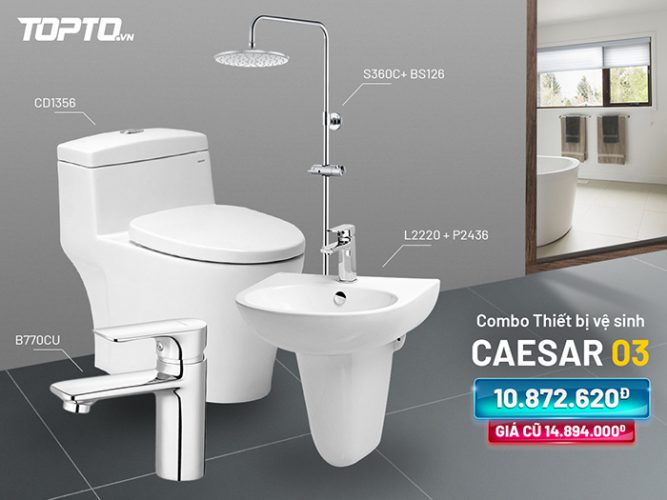 TOPTO.VN
S360C+ BS126
CD1356
L2220 + P2436
B770CU
Combo Thiết bị vệ sinh
CAESAR 03
10.872.620Đ
GIÁ CŨ 14.894.000Đ